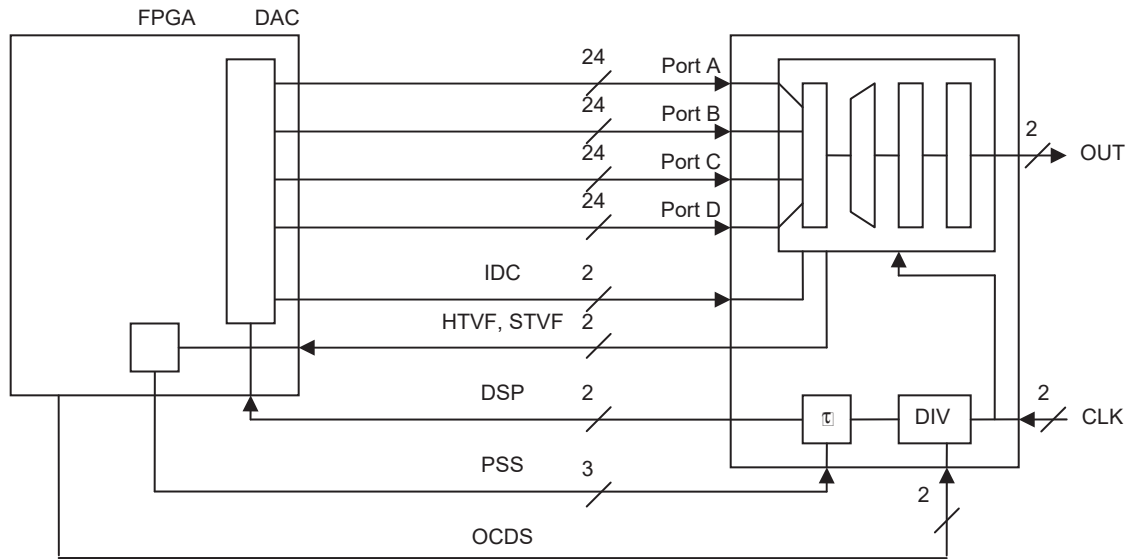 FPGA DAC
24 Port A
24 Port B
24 Port C
24 Port D
2 OUT
IDC 2
HTVF, STVF 2
DSP 2
τ DIV 2 CLK
PSS 3
2
OCDS